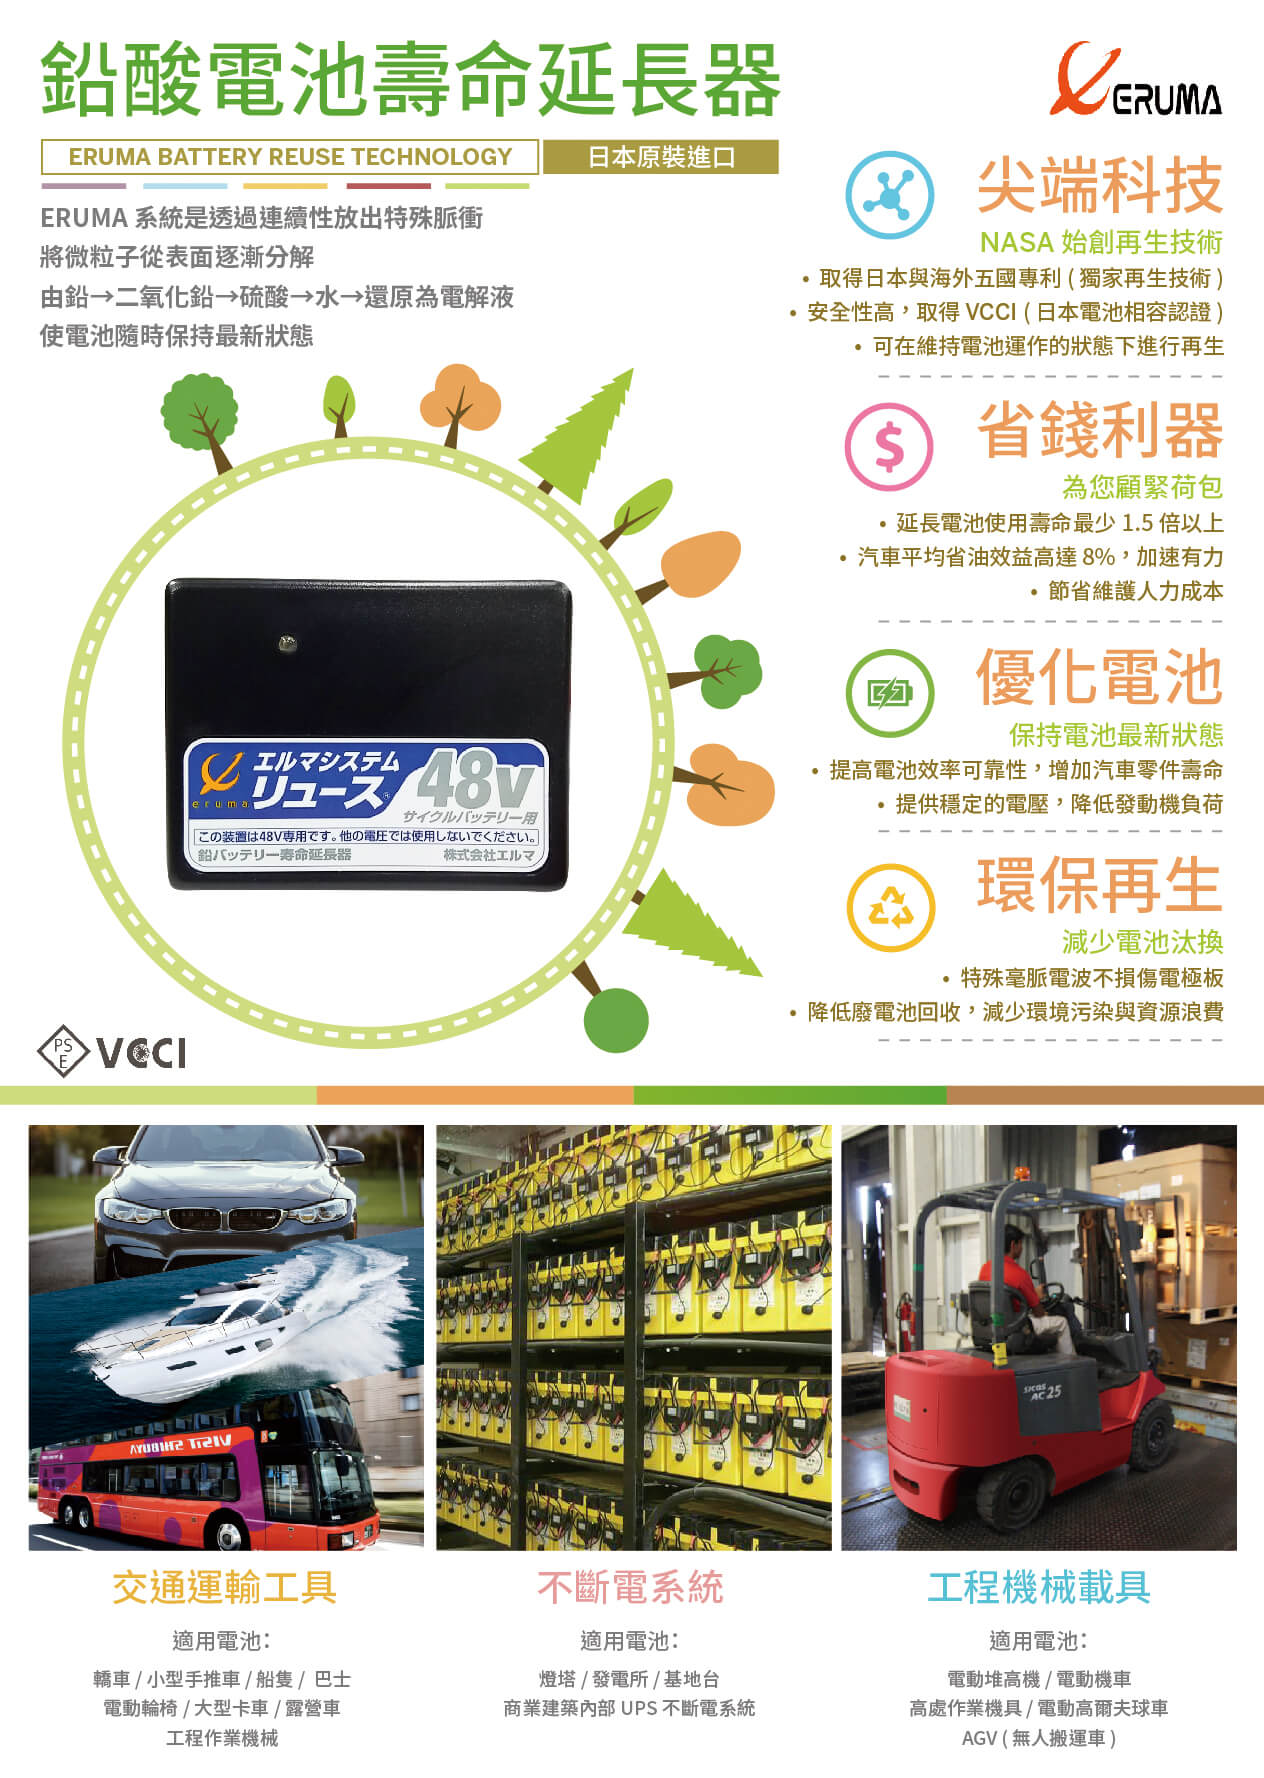 鉛酸電池壽命延長器
ERUMA
ERUMA BATTERY REUSE TECHNOLOGY
日本原裝進口
ERUMA 系統是透過連續性放出特殊脈衝
將微粒子從表面逐漸分解
由鉛→二氧化鉛→硫酸→水→還原為電解液
使電池隨時保持最新狀態
尖端科技
NASA 始創再生技術
• 取得日本與海外五國專利 ( 獨家再生技術 )
• 安全性高，取得 VCCI ( 日本電池相容認證 )
• 可在維持電池運作的狀態下進行再生
省錢利器
為您顧緊荷包
• 延長電池使用壽命最少 1.5 倍以上
• 汽車平均省油效益高達 8%，加速有力
• 節省維護人力成本
優化電池
保持電池最新狀態
• 提高電池效率可靠性，增加汽車零件壽命
• 提供穩定的電壓，降低發動機負荷
環保再生
減少電池汰換
• 特殊毫脈電波不損傷電極板
• 降低廢電池回收，減少環境污染與資源浪費
エルマシステム
eruma リユース® 48V
サイクルバッテリー用
この装置は48V専用です。他の電圧では使用しないでください。
鉛バッテリー寿命延長器 株式会社エルマ
PS
E
VCCI
VISIT SHIBUYA
SICOS
AC 25
交通運輸工具
適用電池：
轎車 / 小型手推車 / 船隻 / 巴士
電動輪椅 / 大型卡車 / 露營車
工程作業機械
不斷電系統
適用電池：
燈塔 / 發電所 / 基地台
商業建築內部 UPS 不斷電系統
工程機械載具
適用電池：
電動堆高機 / 電動機車
高處作業機具 / 電動高爾夫球車
AGV ( 無人搬運車 )